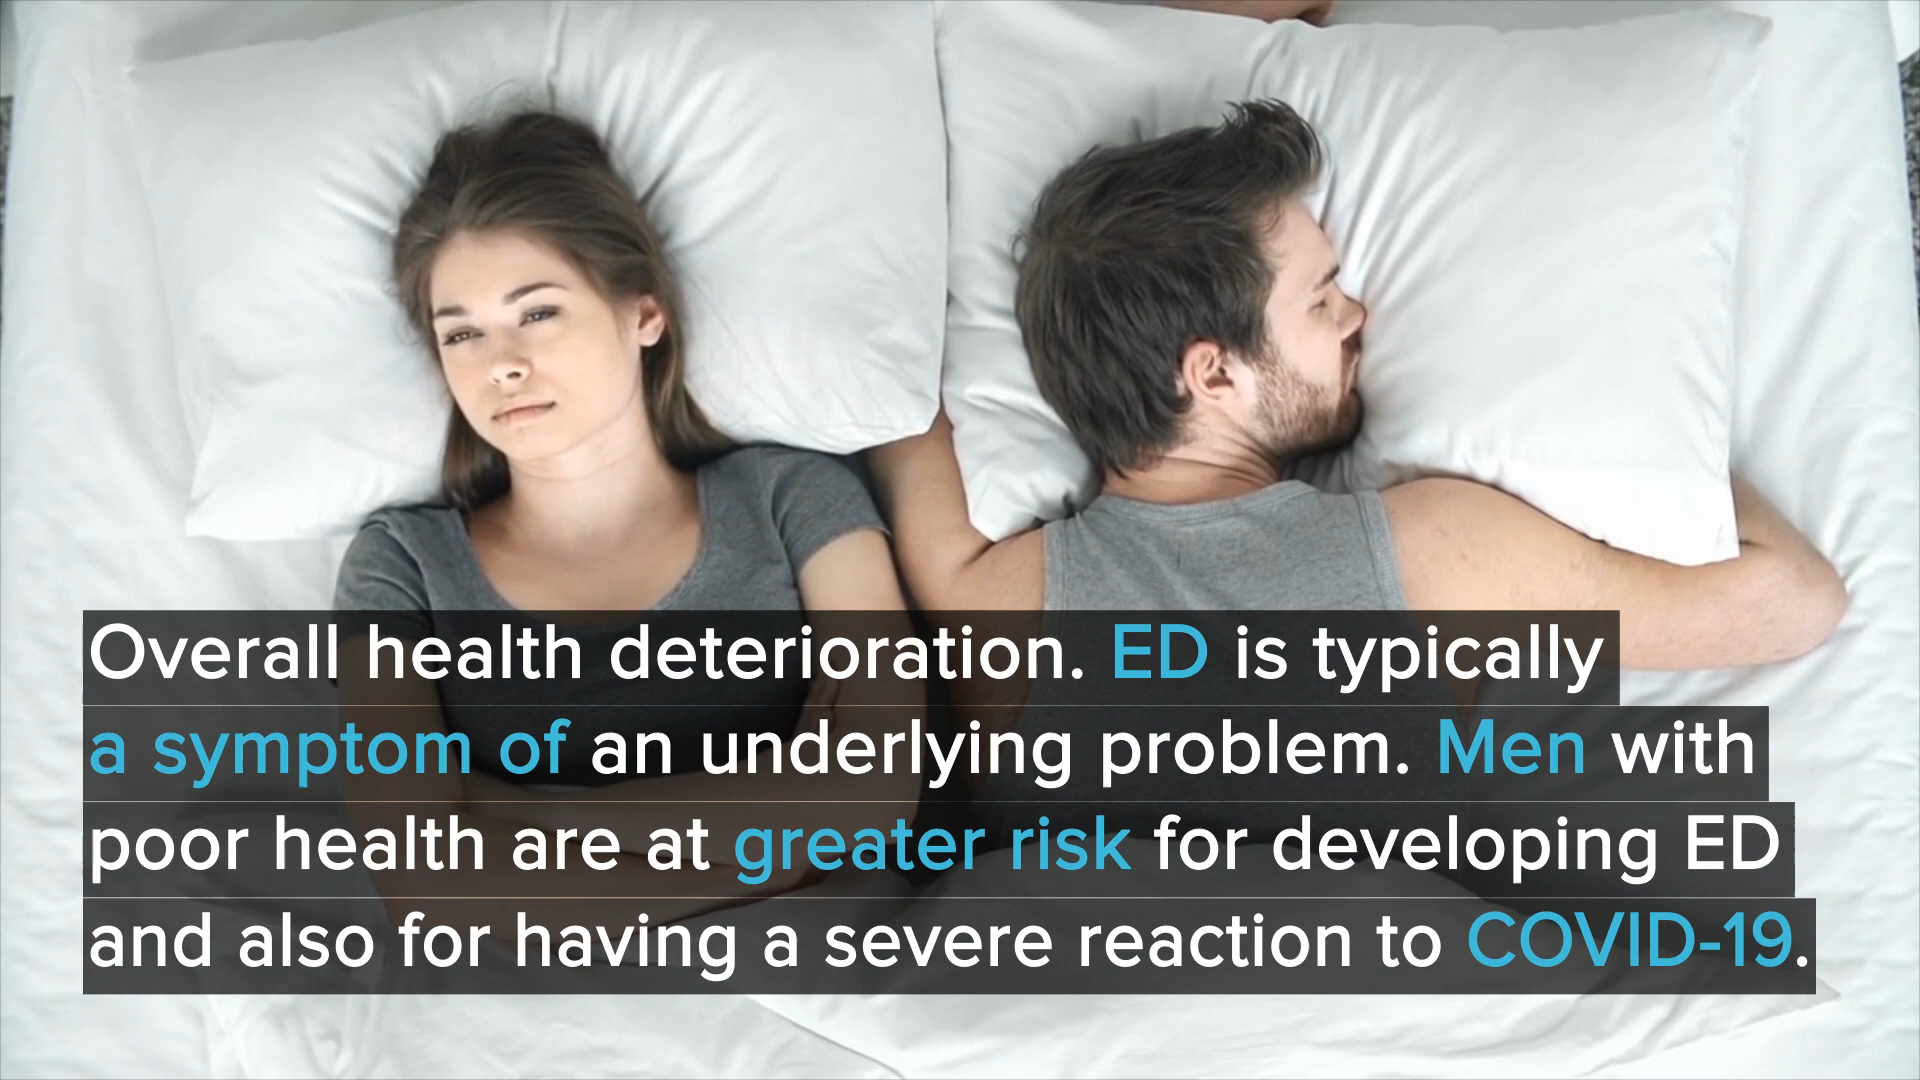 Overall health deterioration. ED is typically
a symptom of an underlying problem. Men with
poor health are at greater risk for developing ED
and also for having a severe reaction to COVID-19.